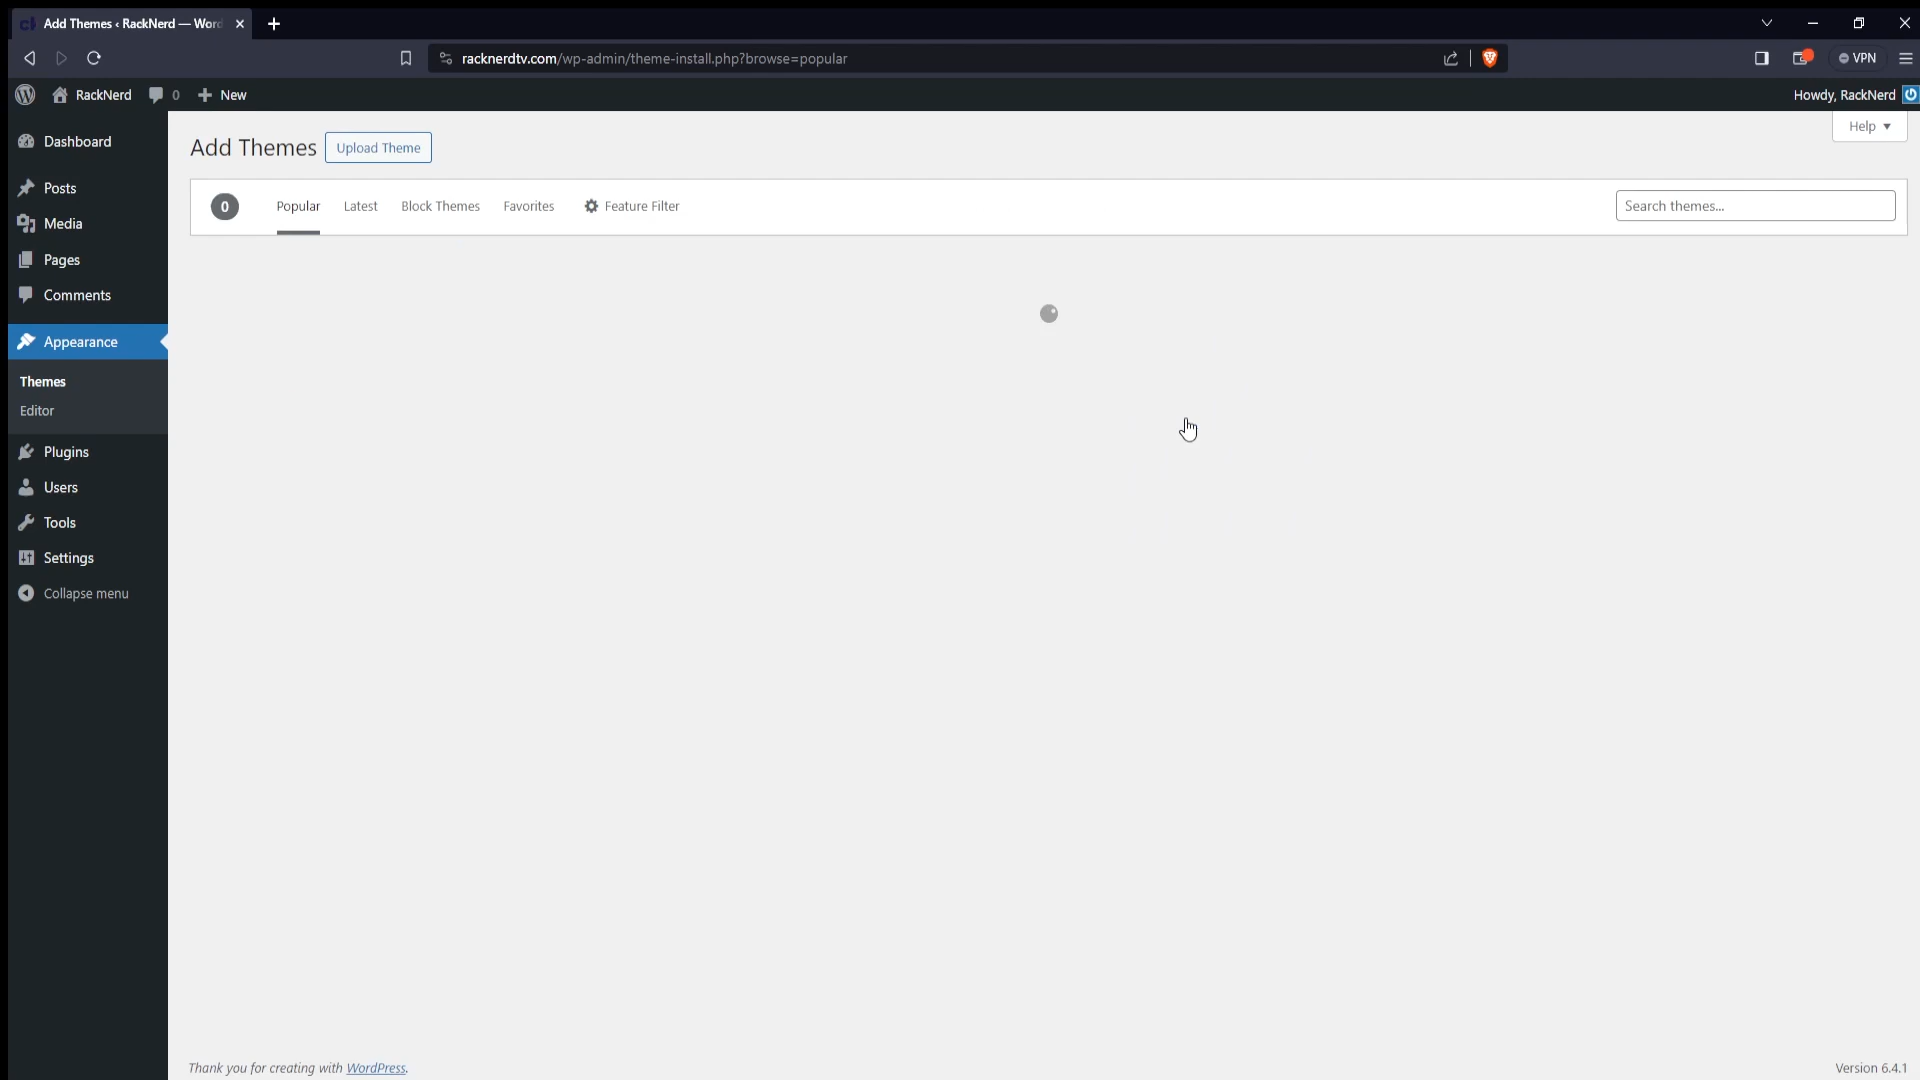 Add Themes ‹ RackNerd — Wor
racknerdtv.com/wp-admin/theme-install.php?browse=popular
VPN
RackNerd 0 New
Howdy, RackNerd
Help
Dashboard
Posts
Media
Pages
Comments
Appearance
Themes
Editor
Plugins
Users
Tools
Settings
Collapse menu
Add Themes Upload Theme
0 Popular Latest Block Themes Favorites Feature Filter Search themes...
Thank you for creating with WordPress.
Version 6.4.1